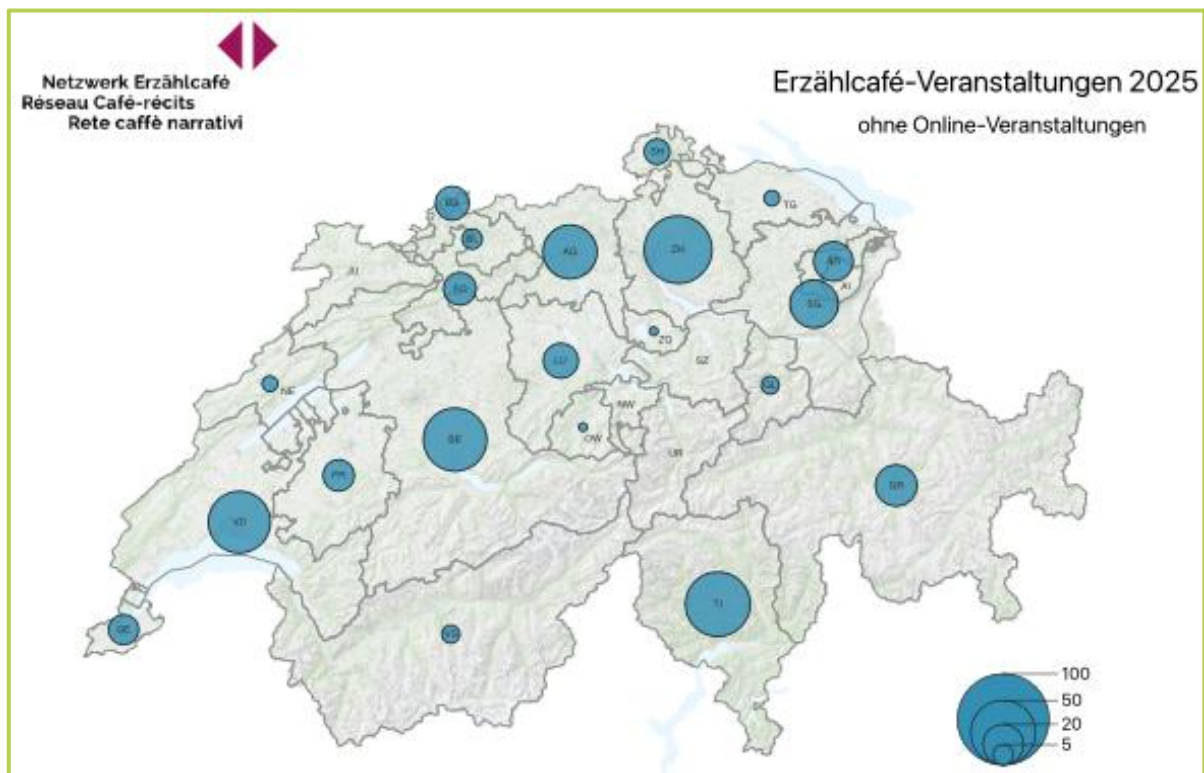 Netzwerk Erzählcafé
Réseau Café-récits
Rete caffè narrativi
Erzählcafé-Veranstaltungen 2025
ohne Online-Veranstaltungen
SH
BS
TG
BL
AG
ZH
AR
JU
AI
SO
SG
ZG
SZ
LU
NE
GL
NW
OW
BE
UR
FR
GR
VD
TI
GE
VS
100
50
20
5